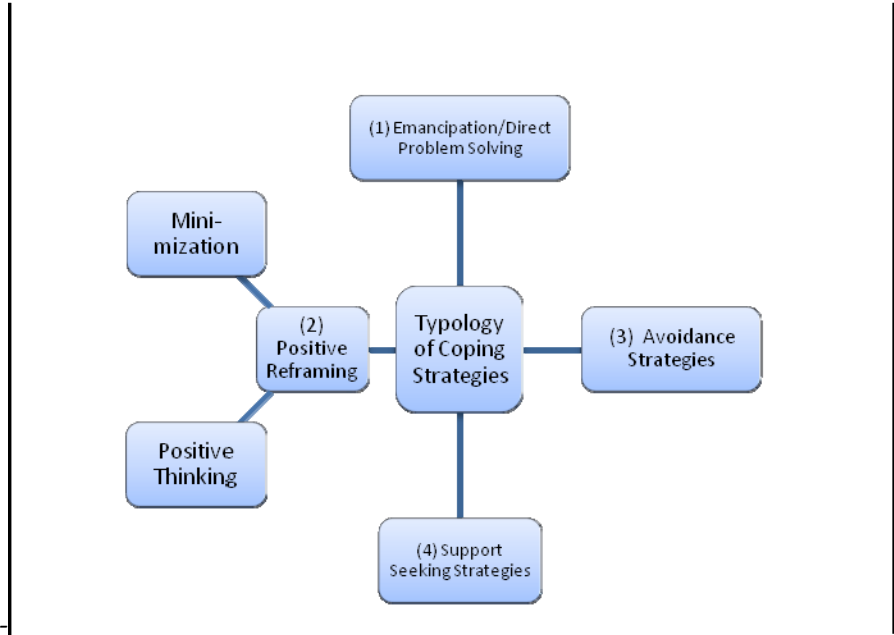 (1) Emancipation/Direct
Problem Solving
Mini-
mization
(2)
Positive
Reframing
Typology
of Coping
Strategies
(3) Avoidance
Strategies
Positive
Thinking
(4) Support
Seeking Strategies